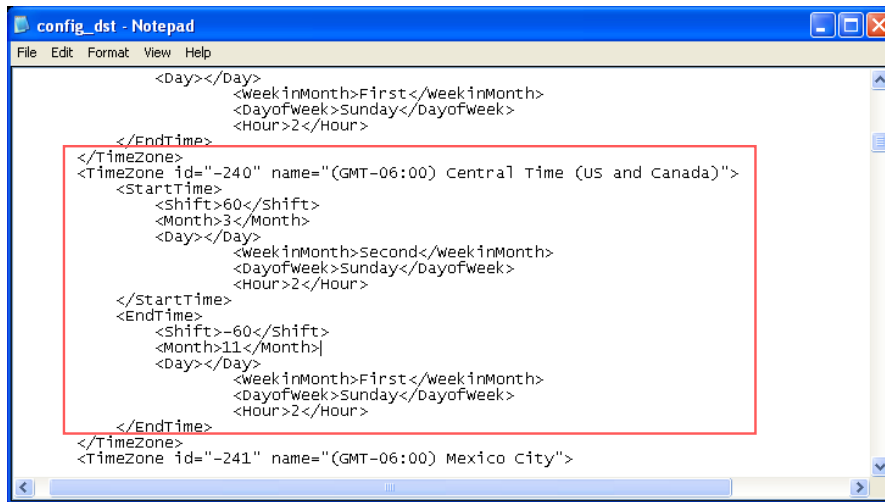 config_dst - Notepad
File Edit Format View Help
<Day></Day>
<WeekinMonth>First</WeekinMonth>
<DayofWeek>Sunday</DayofWeek>
<Hour>2</Hour>
</EndTime>
</TimeZone>
<TimeZone id="-240" name="(GMT-06:00) Central Time (US and Canada)">
<StartTime>
<Shift>60</Shift>
<Month>3</Month>
<Day></Day>
<WeekinMonth>Second</WeekinMonth>
<DayofWeek>Sunday</DayofWeek>
<Hour>2</Hour>
</StartTime>
<EndTime>
<Shift>-60</Shift>
<Month>11</Month>
<Day></Day>
<WeekinMonth>First</WeekinMonth>
<DayofWeek>Sunday</DayofWeek>
<Hour>2</Hour>
</EndTime>
</TimeZone>
<TimeZone id="-241" name="(GMT-06:00) Mexico City">